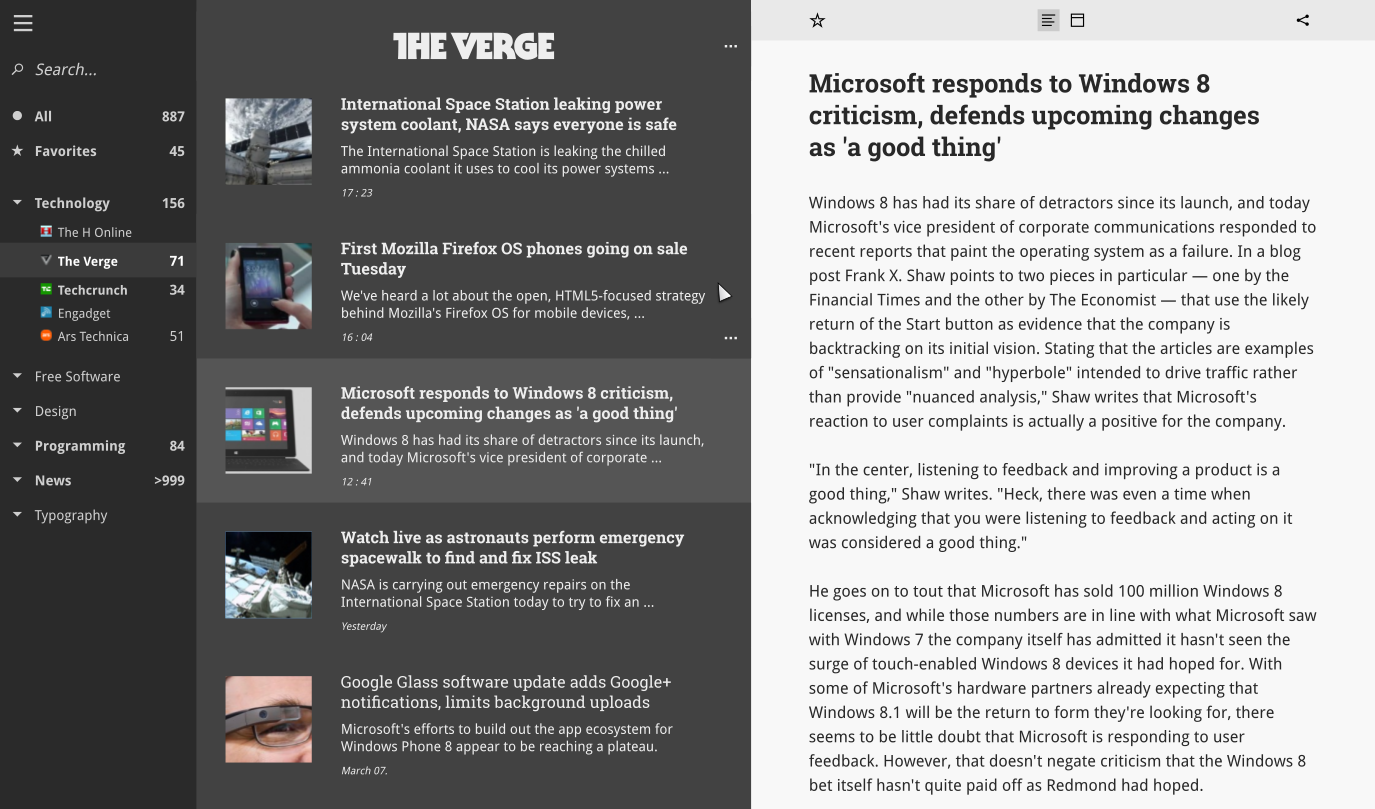 Search...
All 887
Favorites 45
Technology 156
The H Online
The Verge 71
Techcrunch 34
Engadget
Ars Technica 51
Free Software
Design
Programming 84
News >999
Typography
THE VERGE
International Space Station leaking power
system coolant, NASA says everyone is safe
The International Space Station is leaking the chilled
ammonia coolant it uses to cool its power systems ...
17 : 23
First Mozilla Firefox OS phones going on sale
Tuesday
We've heard a lot about the open, HTML5-focused strategy
behind Mozilla's Firefox OS for mobile devices, ...
16 : 04
Microsoft responds to Windows 8 criticism,
defends upcoming changes as 'a good thing'
Windows 8 has had its share of detractors since its launch,
and today Microsoft's vice president of corporate ...
12 : 41
Watch live as astronauts perform emergency
spacewalk to find and fix ISS leak
NASA is carrying out emergency repairs on the
International Space Station today to try to fix an ...
Yesterday
Google Glass software update adds Google+
notifications, limits background uploads
Microsoft's efforts to build out the app ecosystem for
Windows Phone 8 appear to be reaching a plateau.
March 07.
Microsoft responds to Windows 8
criticism, defends upcoming changes
as 'a good thing'
Windows 8 has had its share of detractors since its launch, and today
Microsoft's vice president of corporate communications responded to
recent reports that paint the operating system as a failure. In a blog
post Frank X. Shaw points to two pieces in particular — one by the
Financial Times and the other by The Economist — that use the likely
return of the Start button as evidence that the company is
backtracking on its initial vision. Stating that the articles are examples
of "sensationalism" and "hyperbole" intended to drive traffic rather
than provide "nuanced analysis," Shaw writes that Microsoft's
reaction to user complaints is actually a positive for the company.
"In the center, listening to feedback and improving a product is a
good thing," Shaw writes. "Heck, there was even a time when
acknowledging that you were listening to feedback and acting on it
was considered a good thing."
He goes on to tout that Microsoft has sold 100 million Windows 8
licenses, and while those numbers are in line with what Microsoft saw
with Windows 7 the company itself has admitted it hasn't seen the
surge of touch-enabled Windows 8 devices it had hoped for. With
some of Microsoft's hardware partners already expecting that
Windows 8.1 will be the return to form they're looking for, there
seems to be little doubt that Microsoft is responding to user
feedback. However, that doesn't negate criticism that the Windows 8
bet itself hasn't quite paid off as Redmond had hoped.